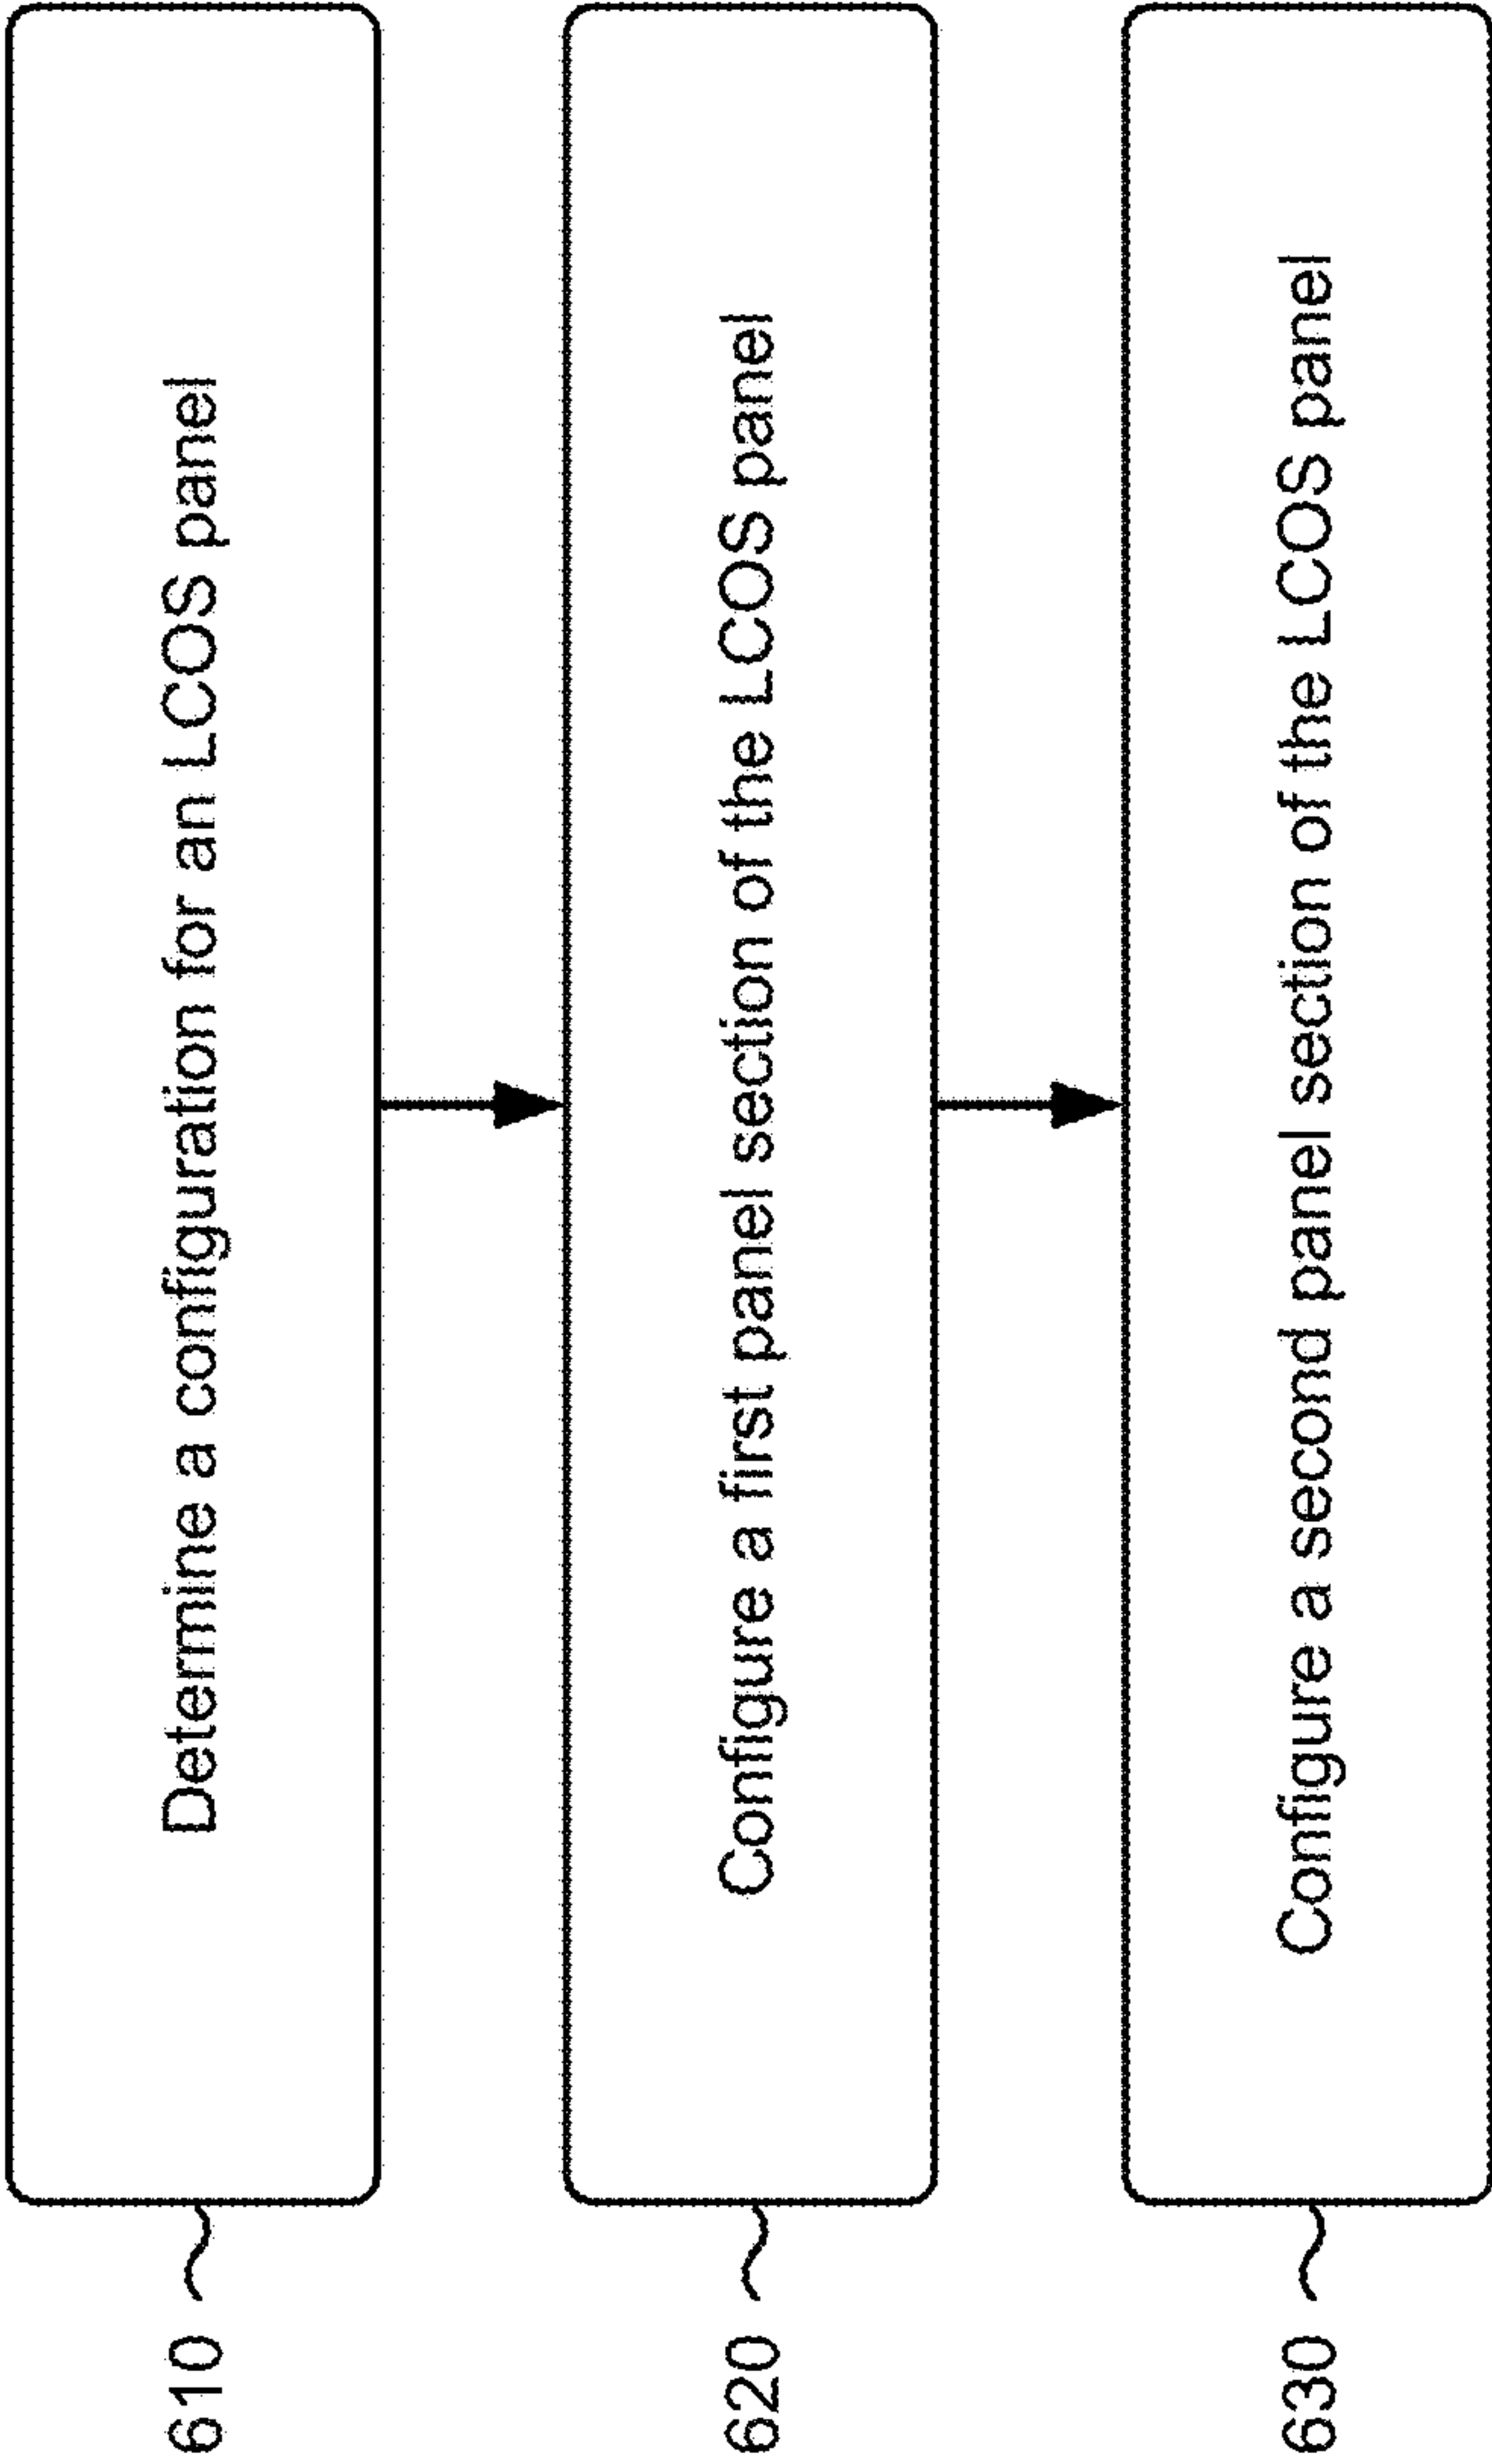 610
Determine a configuration for an LCOS panel
620
Configure a first panel section of the LCOS panel
630
Configure a second panel section of the LCOS panel